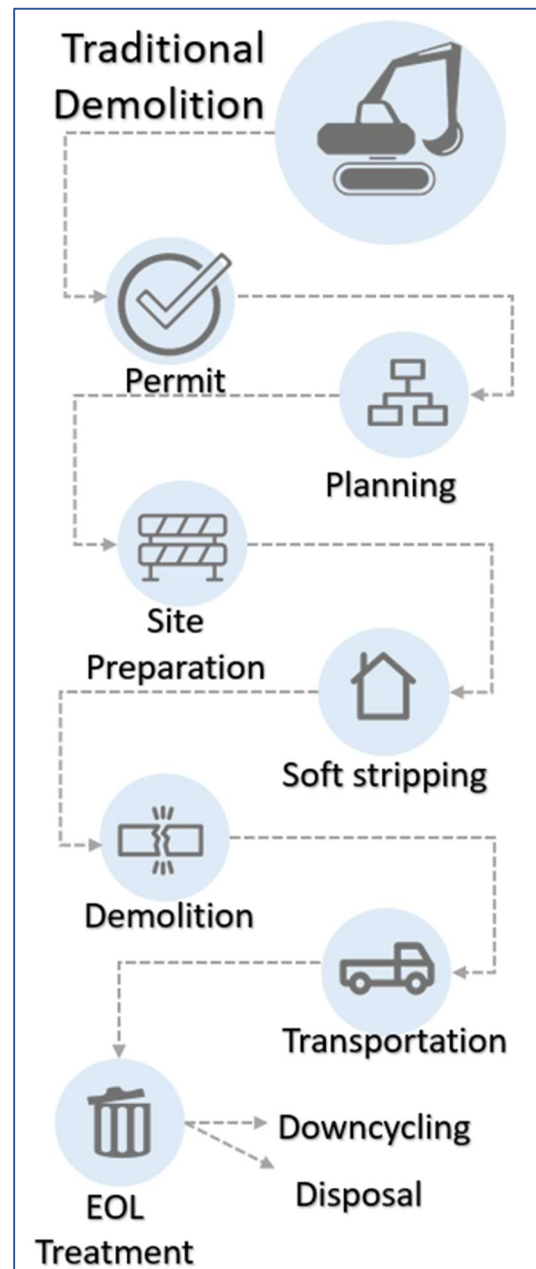 Traditional
Demolition
Permit
Planning
Site
Preparation
Soft stripping
Demolition
Transportation
Downcycling
Disposal
EOL
Treatment